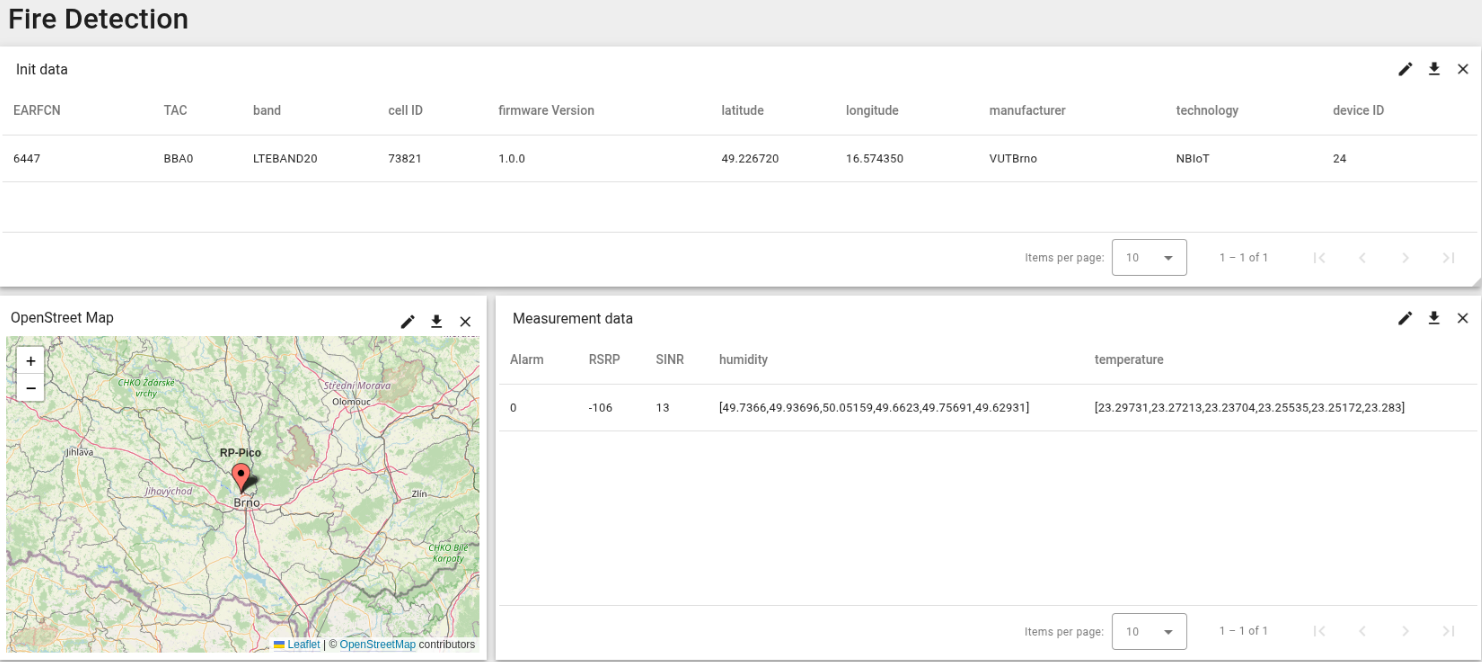 Fire Detection
Init data
EARFCN TAC band cell ID firmware Version latitude longitude manufacturer technology device ID
6447 BBA0 LTEBAND20 73821 1.0.0 49.226720 16.574350 VUTBrno NBIoT 24
Items per page: 10 1 – 1 of 1
OpenStreet Map
+
−
CHKO Žďárské
vrchy
Střední Morava
Olomouc
Jihlava
RP-Pico
Jihovýchod
Brno
Zlín
CHKO Bílé
Karpaty
Leaflet | © OpenStreetMap contributors
Measurement data
Alarm RSRP SINR humidity temperature
0 -106 13 [49.7366,49.93696,50.05159,49.6623,49.75691,49.62931] [23.29731,23.27213,23.23704,23.25535,23.25172,23.283]
Items per page: 10 1 – 1 of 1